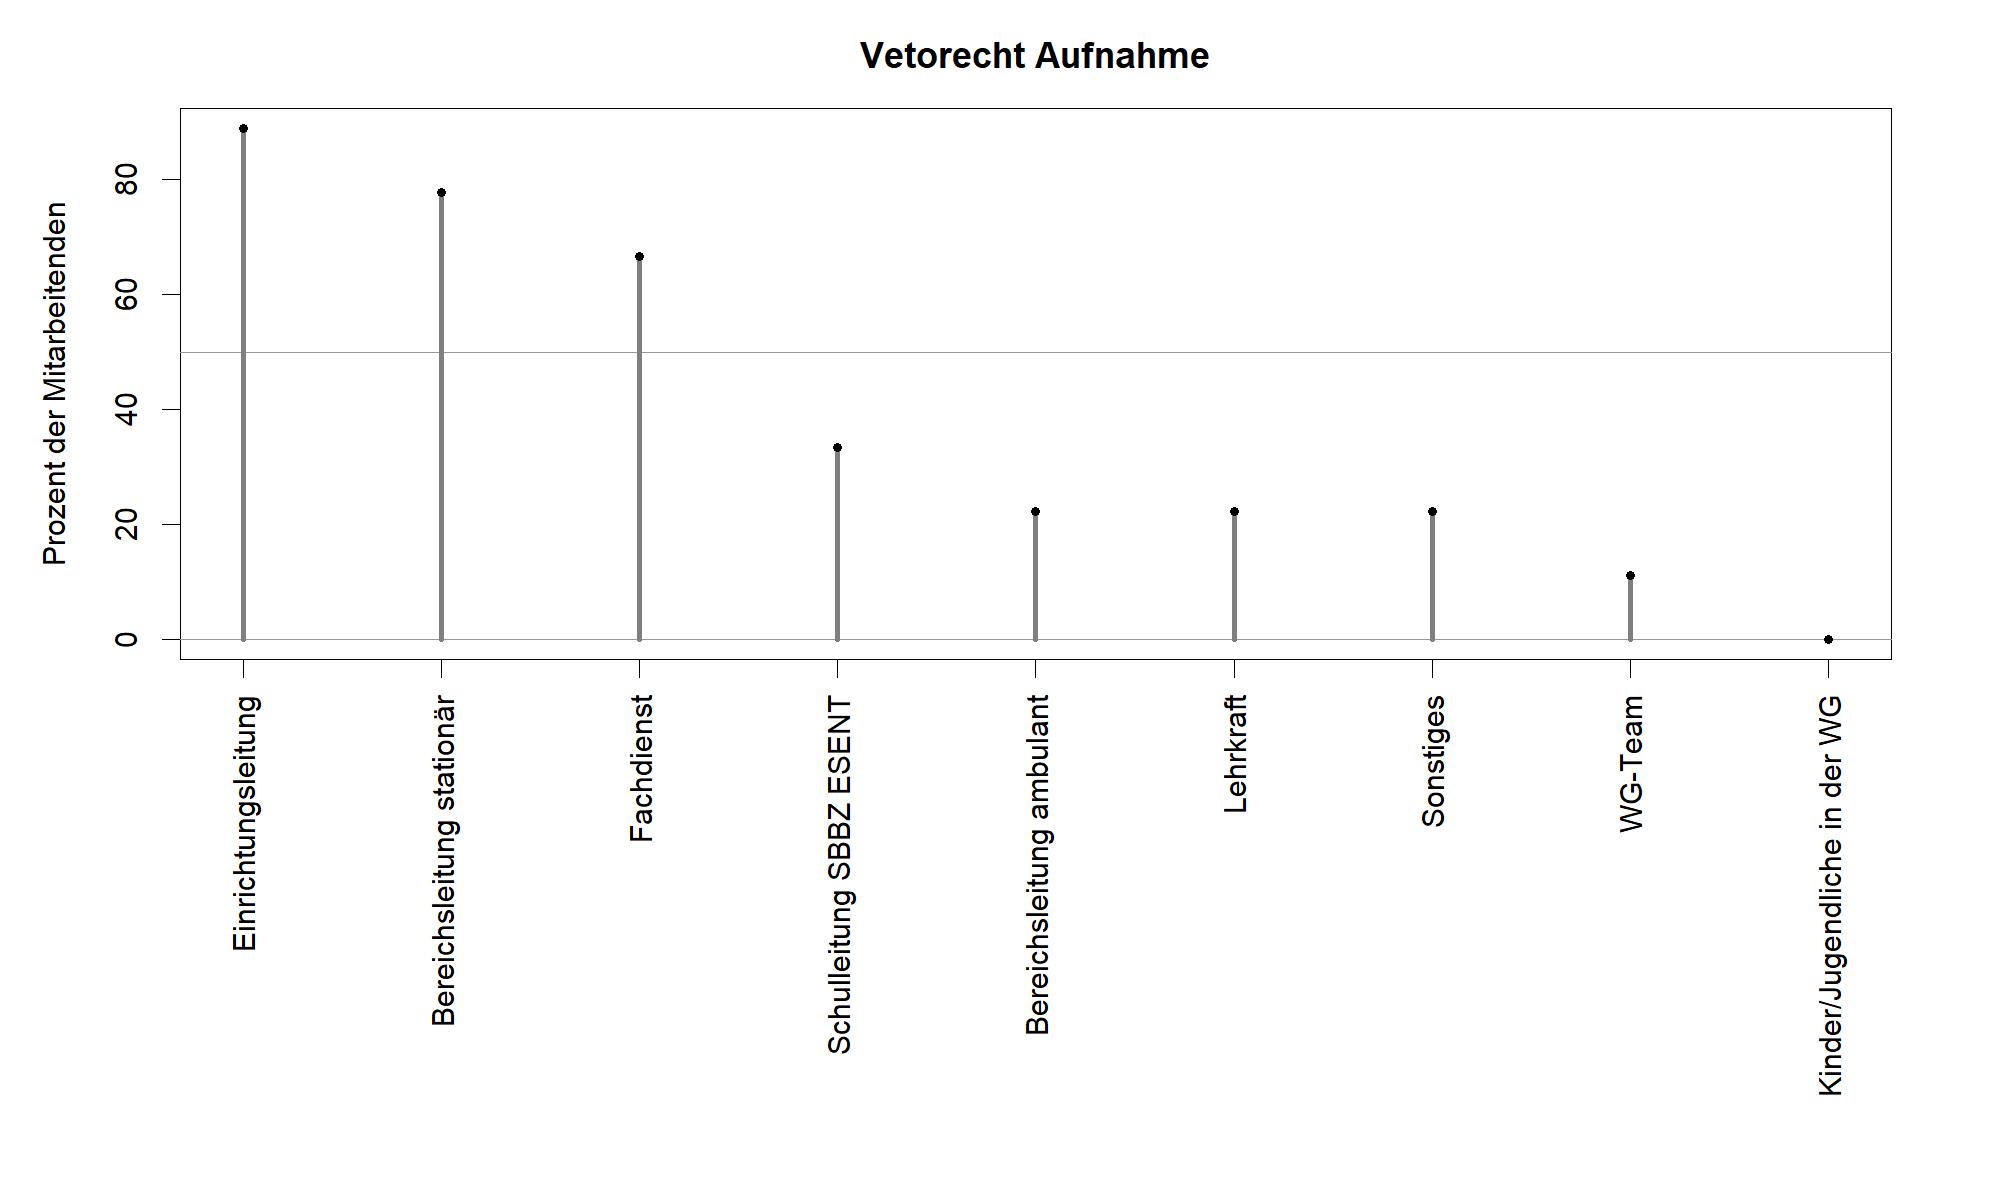 Vetorecht Aufnahme
Prozent der Mitarbeitenden
80
60
40
20
0
Einrichtungsleitung
Bereichsleitung stationär
Fachdienst
Schulleitung SBBZ ESENT
Bereichsleitung ambulant
Lehrkraft
Sonstiges
WG-Team
Kinder/Jugendliche in der WG